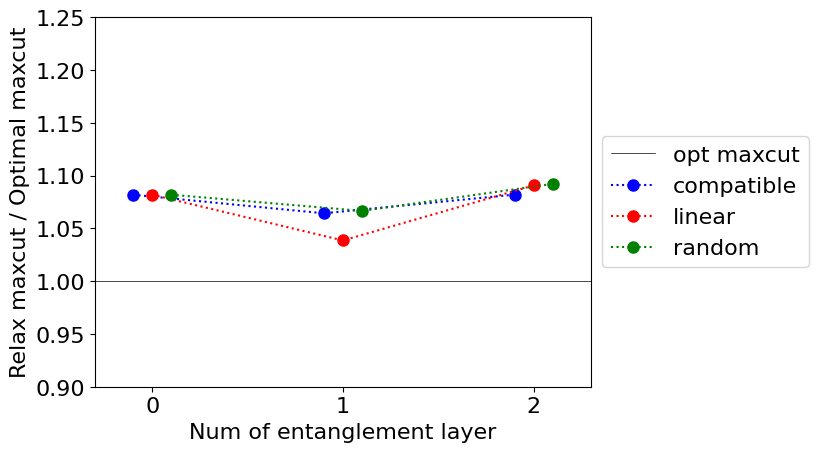 Relax maxcut / Optimal maxcut
1.25
1.20
1.15
1.10
1.05
1.00
0.95
0.90
0
1
2
Num of entanglement layer
opt maxcut
compatible
linear
random